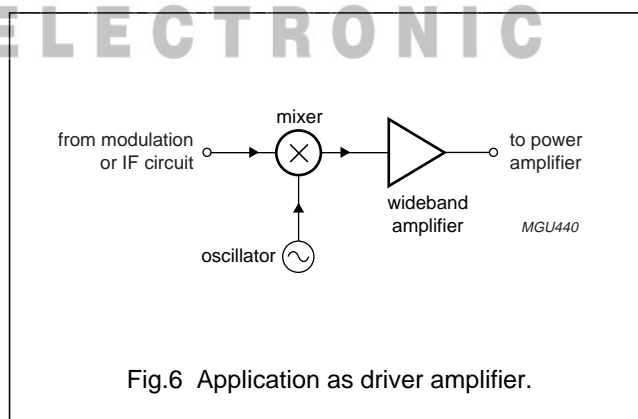 ELECTRONIC
mixer
from modulation
or IF circuit
to power
amplifier
wideband
amplifier
MGU440
oscillator
Fig.6 Application as driver amplifier.